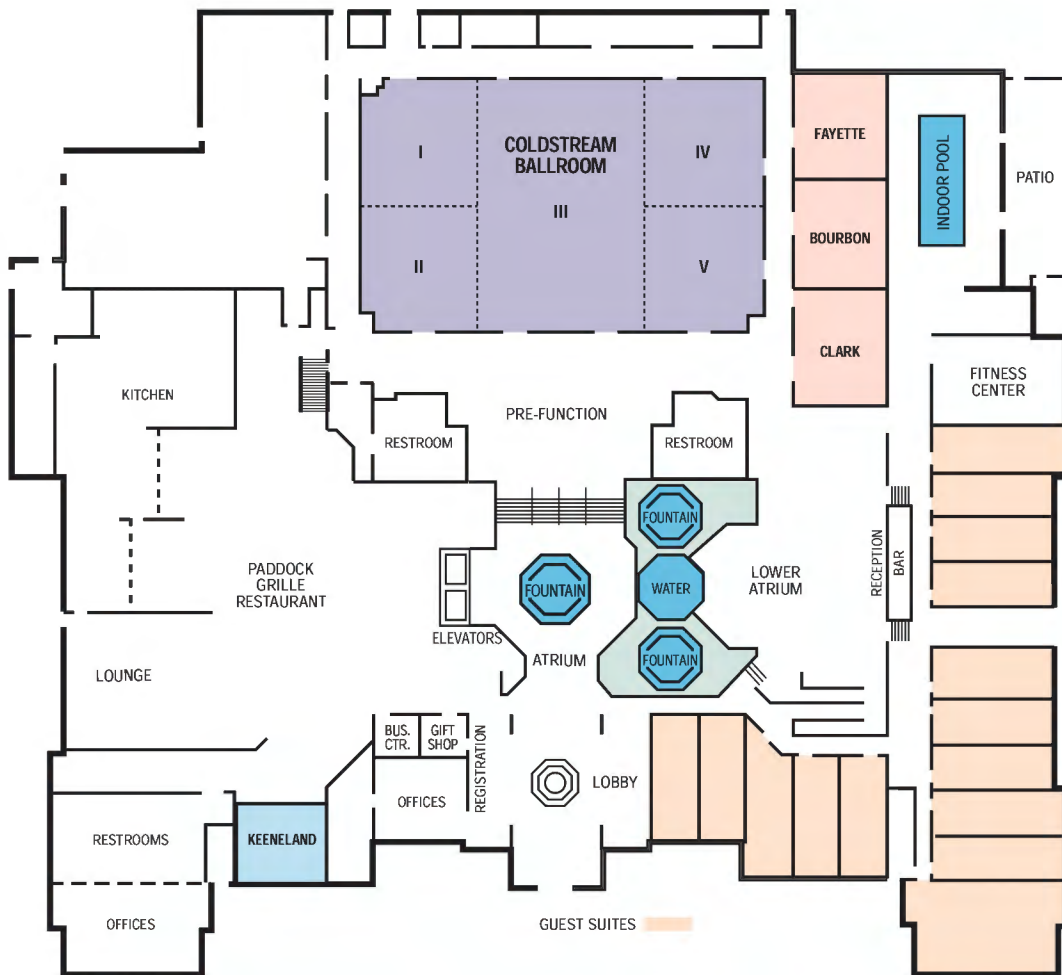 COLDSTREAM
BALLROOM
I
II
III
IV
V
FAYETTE
BOURBON
CLARK
INDOOR POOL
PATIO
FITNESS
CENTER
KITCHEN
RESTROOM
PRE-FUNCTION
RESTROOM
PADDOCK
GRILLE
RESTAURANT
LOUNGE
ELEVATORS
FOUNTAIN
ATRIUM
FOUNTAIN
WATER
FOUNTAIN
LOWER
ATRIUM
RECEPTION
BAR
BUS.
CTR.
GIFT
SHOP
REGISTRATION
OFFICES
LOBBY
RESTROOMS
KEENELAND
OFFICES
GUEST SUITES